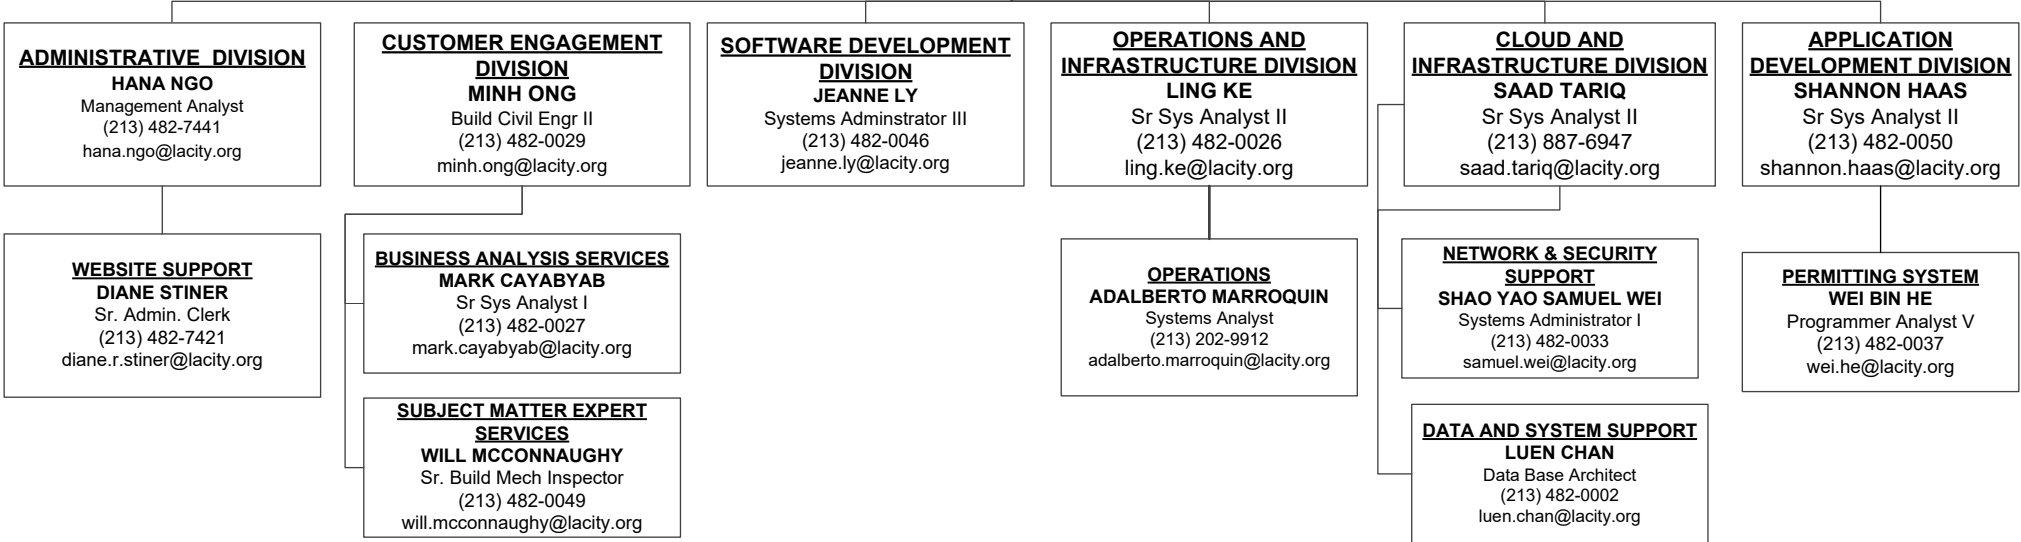 ADMINISTRATIVE DIVISION
HANA NGO
Management Analyst
(213) 482-7441
hana.ngo@lacity.org
CUSTOMER ENGAGEMENT
DIVISION
MINH ONG
Build Civil Engr II
(213) 482-0029
minh.ong@lacity.org
SOFTWARE DEVELOPMENT
DIVISION
JEANNE LY
Systems Adminstrator III
(213) 482-0046
jeanne.ly@lacity.org
OPERATIONS AND
INFRASTRUCTURE DIVISION
LING KE
Sr Sys Analyst II
(213) 482-0026
ling.ke@lacity.org
CLOUD AND
INFRASTRUCTURE DIVISION
SAAD TARIQ
Sr Sys Analyst II
(213) 887-6947
saad.tariq@lacity.org
APPLICATION
DEVELOPMENT DIVISION
SHANNON HAAS
Sr Sys Analyst II
(213) 482-0050
shannon.haas@lacity.org
WEBSITE SUPPORT
DIANE STINER
Sr. Admin. Clerk
(213) 482-7421
diane.r.stiner@lacity.org
BUSINESS ANALYSIS SERVICES
MARK CAYABYAB
Sr Sys Analyst I
(213) 482-0027
mark.cayabyab@lacity.org
SUBJECT MATTER EXPERT
SERVICES
WILL MCCONNAUGHY
Sr. Build Mech Inspector
(213) 482-0049
will.mcconnaughy@lacity.org
OPERATIONS
ADALBERTO MARROQUIN
Systems Analyst
(213) 202-9912
adalberto.marroquin@lacity.org
NETWORK & SECURITY
SUPPORT
SHAO YAO SAMUEL WEI
Systems Administrator I
(213) 482-0033
samuel.wei@lacity.org
DATA AND SYSTEM SUPPORT
LUEN CHAN
Data Base Architect
(213) 482-0002
luen.chan@lacity.org
PERMITTING SYSTEM
WEI BIN HE
Programmer Analyst V
(213) 482-0037
wei.he@lacity.org